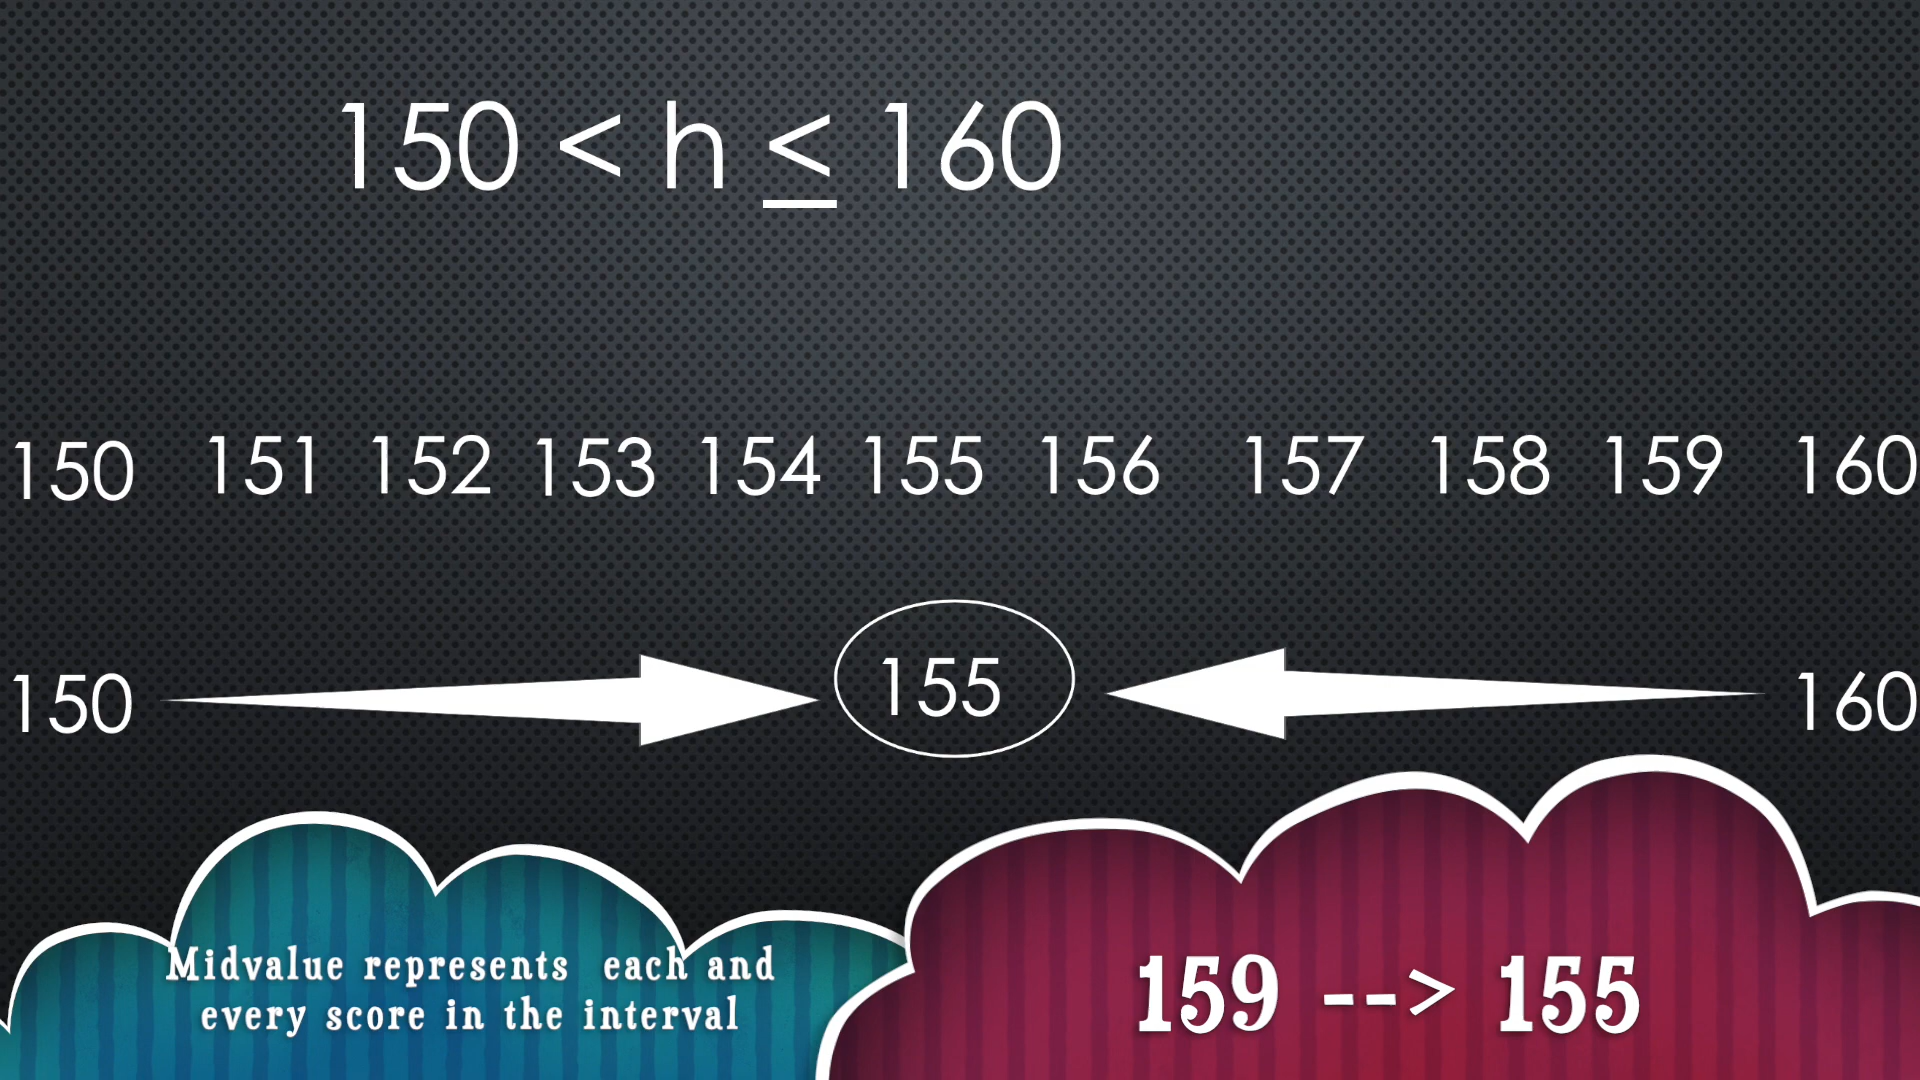 150 < h ≤ 160
150 151 152 153 154 155 156 157 158 159 160
150 155 160
Midvalue represents each and
every score in the interval
159 --> 155